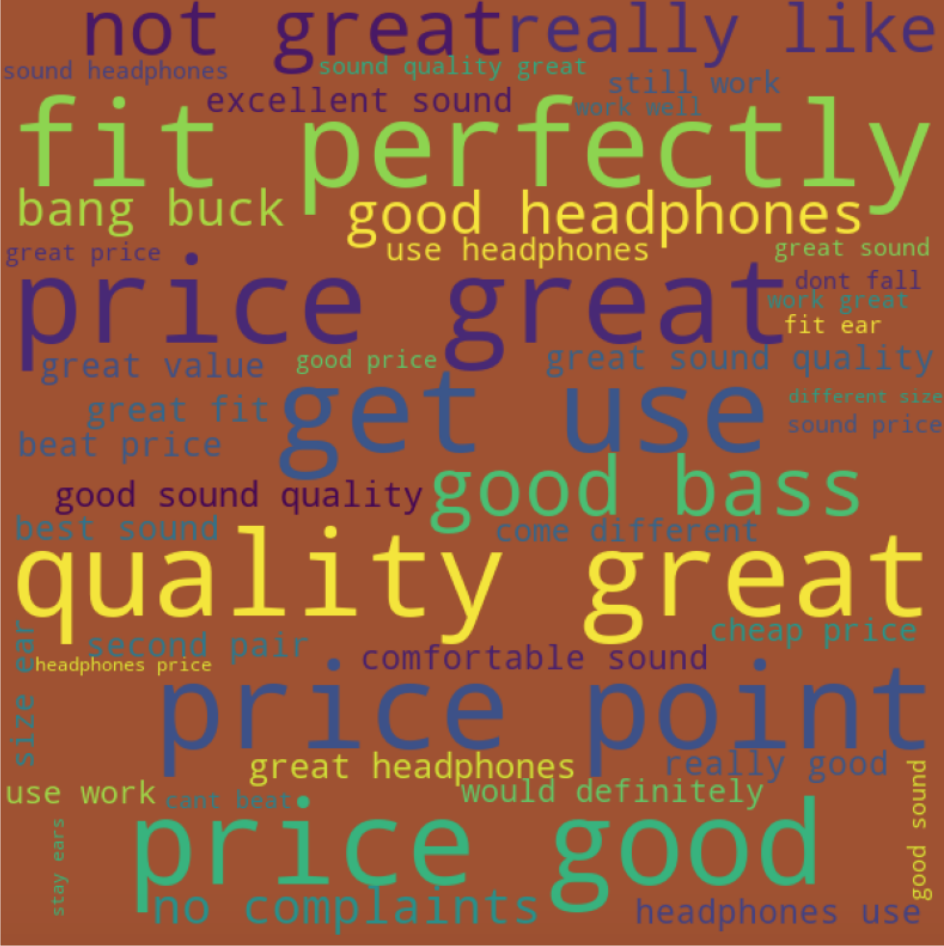 not great
really like
sound headphones
sound quality great
still work
excellent sound
work well
fit perfectly
bang buck
good headphones
great price
use headphones
great sound
price great
dont fall
work great
fit ear
great value
good price
great sound quality
get use
different size
great fit
sound price
beat price
good sound quality
good bass
best sound
come different
quality great
size ear
second pair
cheap price
headphones price
comfortable sound
price point
great headphones
really good
good sound
use work
cant beat
would definitely
stay ears
price good
no complaints
headphones use